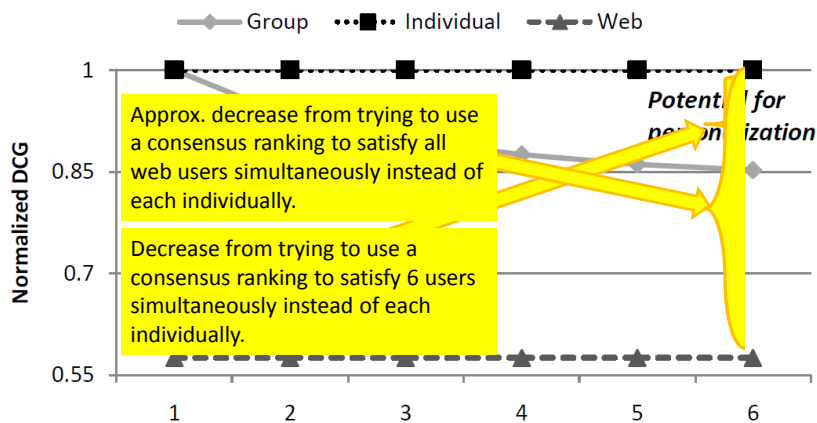 Group Individual Web
1
0.85
0.7
0.55
Normalized DCG
Potential for
Approx. decrease from trying to use
a consensus ranking to satisfy all
web users simultaneously instead of
each individually.
Decrease from trying to use a
consensus ranking to satisfy 6 users
simultaneously instead of each
individually.
1 2 3 4 5 6